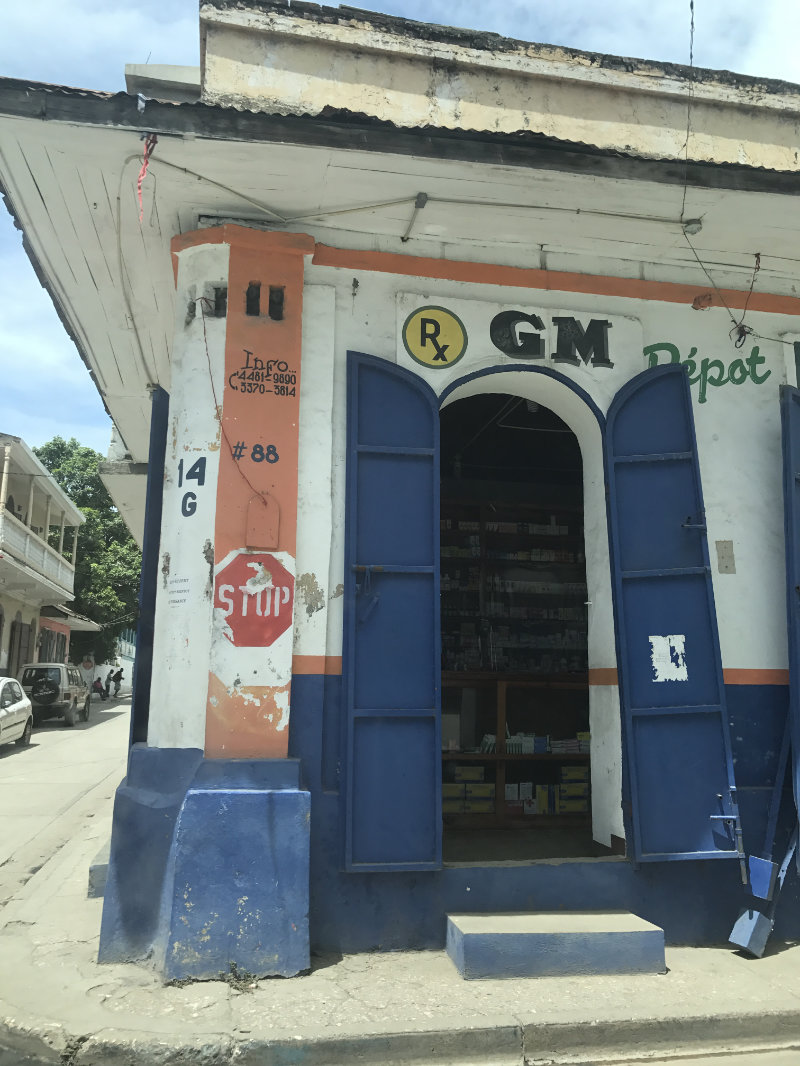 Rx GM
Dépot
Info..
4481-9890
3370-3814
# 88
14
G
STOP